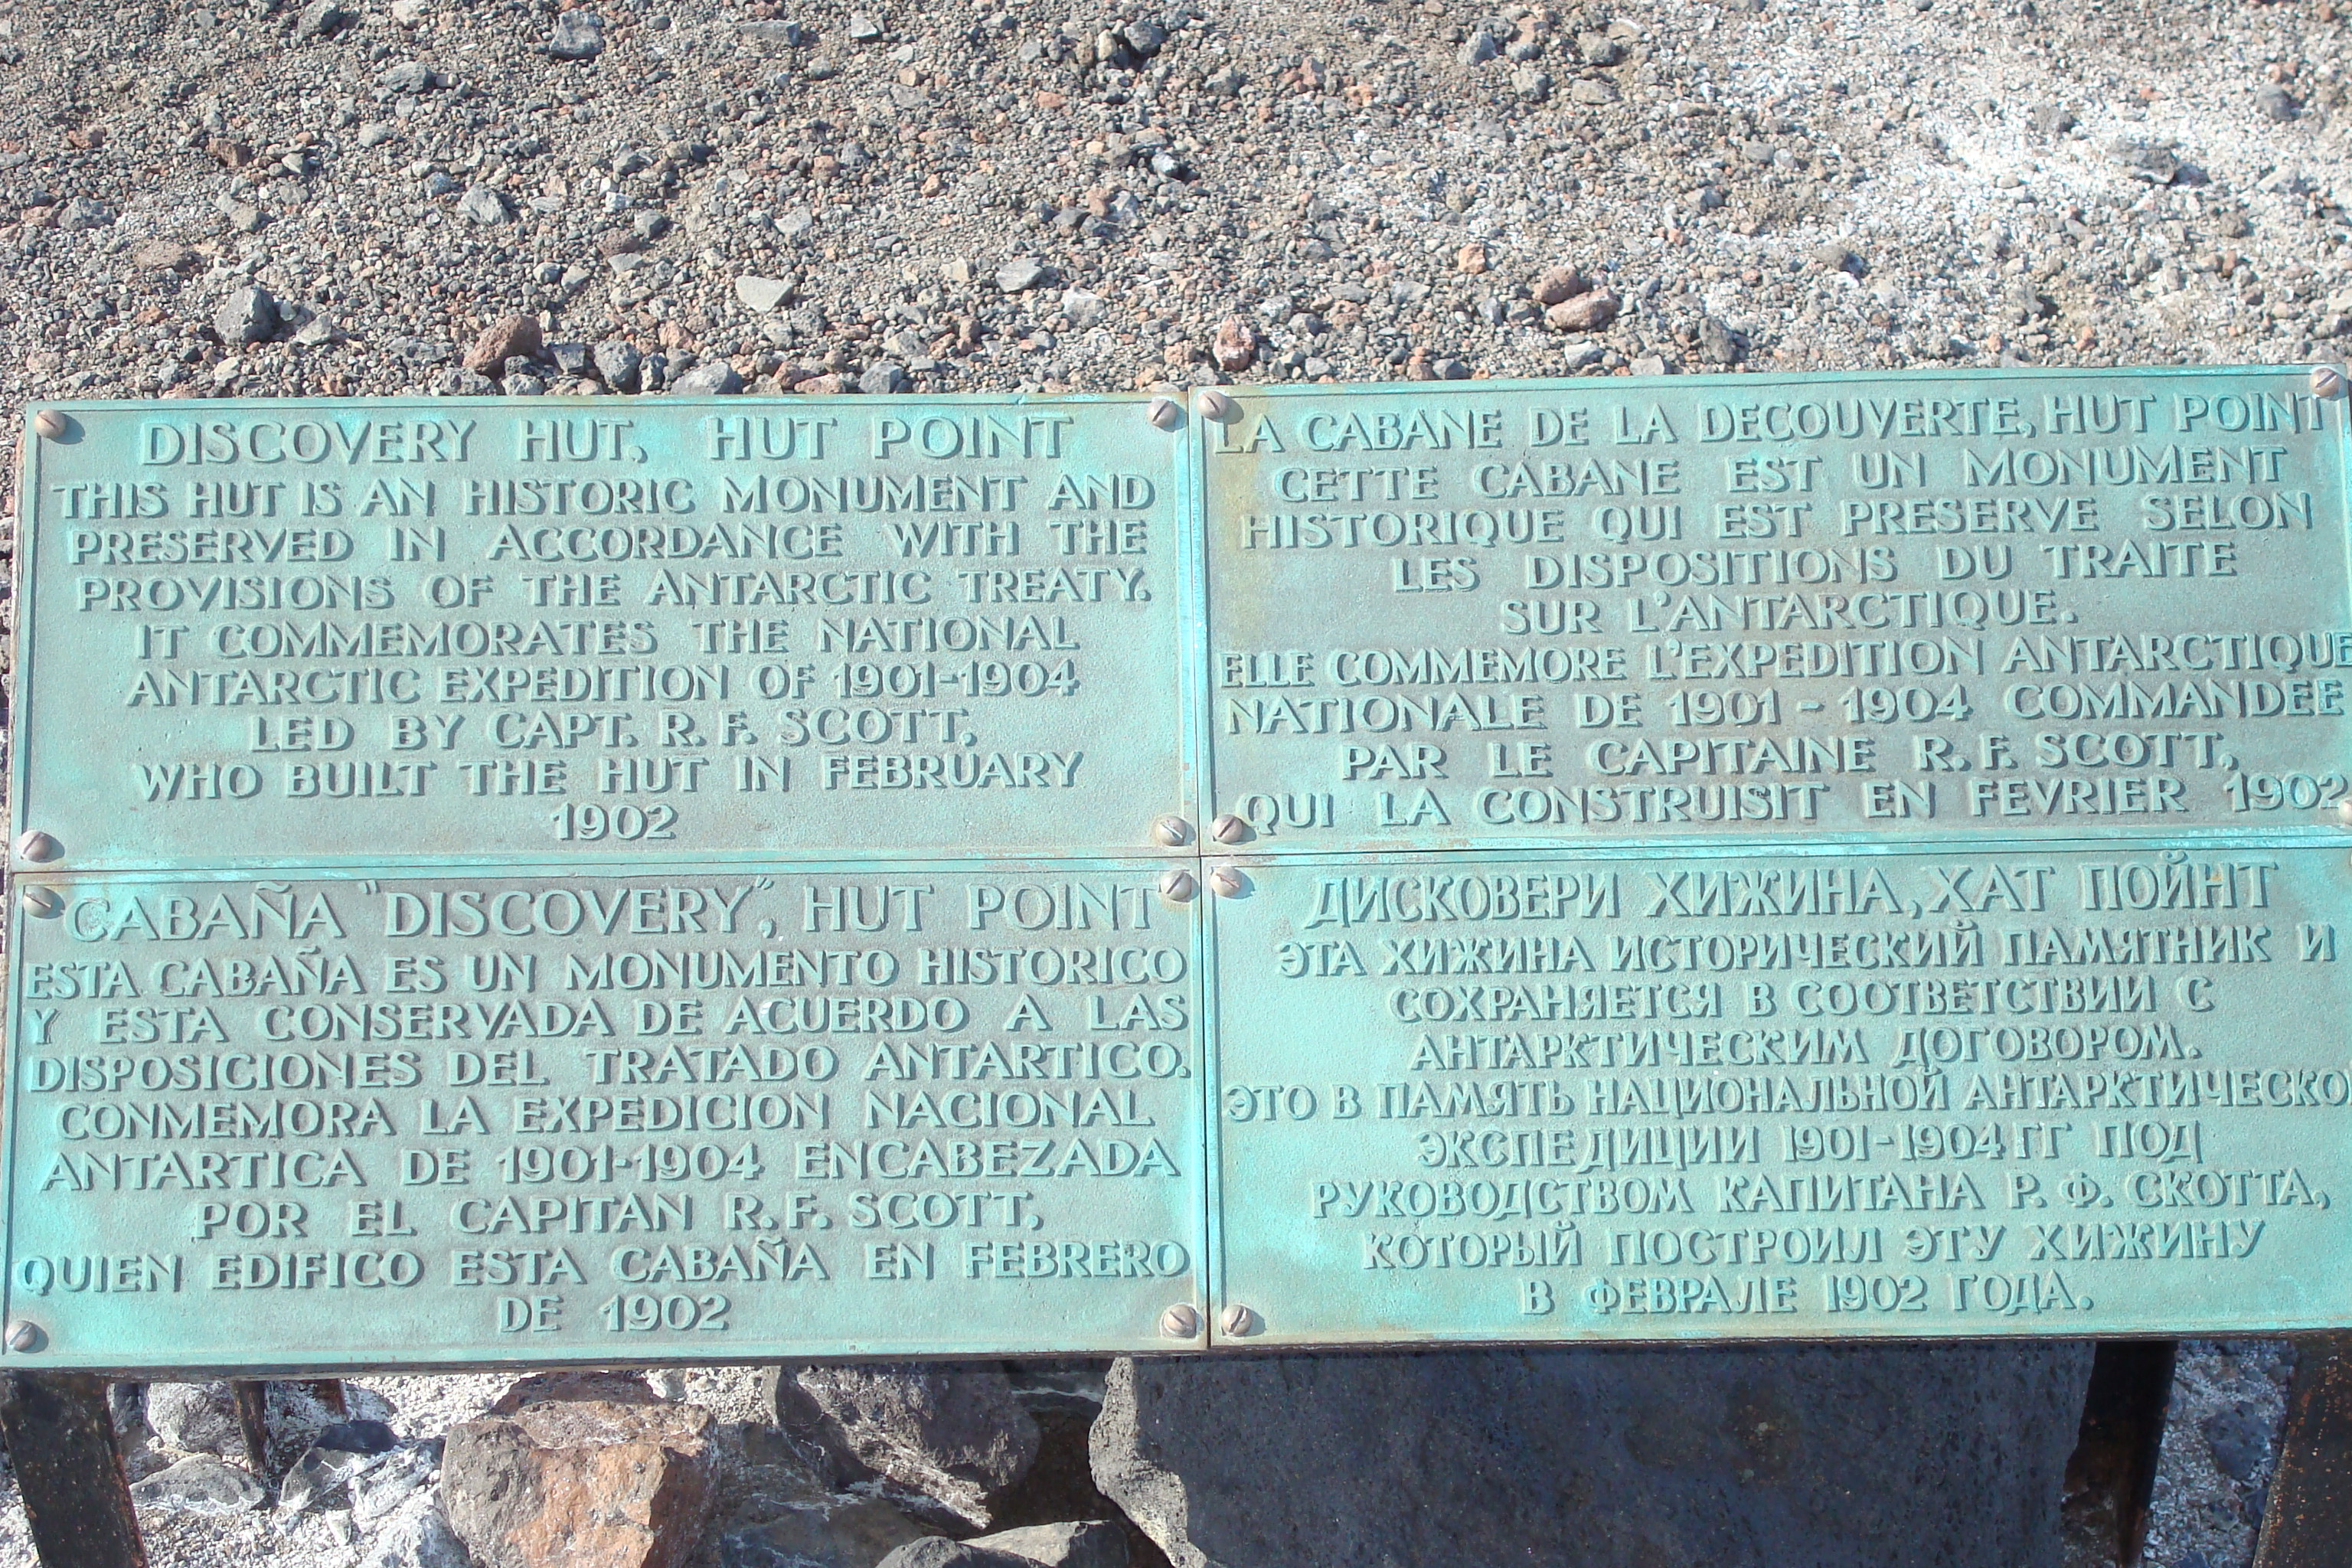 DISCOVERY HUT, HUT POINT
THIS HUT IS AN HISTORIC MONUMENT AND
PRESERVED IN ACCORDANCE WITH THE
PROVISIONS OF THE ANTARCTIC TREATY.
IT COMMEMORATES THE NATIONAL
ANTARCTIC EXPEDITION OF 1901-1904
LED BY CAPT. R. F. SCOTT,
WHO BUILT THE HUT IN FEBRUARY
1902
LA CABANE DE LA DECOUVERTE, HUT POINT
CETTE CABANE EST UN MONUMENT
HISTORIQUE QUI EST PRESERVE SELON
LES DISPOSITIONS DU TRAITE
SUR L'ANTARCTIQUE.
ELLE COMMEMORE L'EXPEDITION ANTARCTIQUE
NATIONALE DE 1901 - 1904 COMMANDEE
PAR LE CAPITAINE R. F. SCOTT,
QUI LA CONSTRUISIT EN FEVRIER 1902
CABAÑA "DISCOVERY", HUT POINT
ESTA CABAÑA ES UN MONUMENTO HISTORICO
Y ESTA CONSERVADA DE ACUERDO A LAS
DISPOSICIONES DEL TRATADO ANTARTICO.
CONMEMORA LA EXPEDICION NACIONAL
ANTARTICA DE 1901-1904 ENCABEZADA
POR EL CAPITAN R. F. SCOTT,
QUIEN EDIFICO ESTA CABAÑA EN FEBRERO
DE 1902
ДИСКОВЕРИ ХИЖИНА, ХАТ ПОЙНТ
ЭТА ХИЖИНА ИСТОРИЧЕСКИЙ ПАМЯТНИК И
СОХРАНЯЕТСЯ В СООТВЕТСТВИИ С
АНТАРКТИЧЕСКИМ ДОГОВОРОМ.
ЭТО В ПАМЯТЬ НАЦИОНАЛЬНОЙ АНТАРКТИЧЕСКО
ЭКСПЕДИЦИИ 1901-1904 ГГ ПОД
РУКОВОДСТВОМ КАПИТАНА Р. Ф. СКОТТА,
КОТОРЫЙ ПОСТРОИЛ ЭТУ ХИЖИНУ
В ФЕВРАЛЕ 1902 ГОДА.